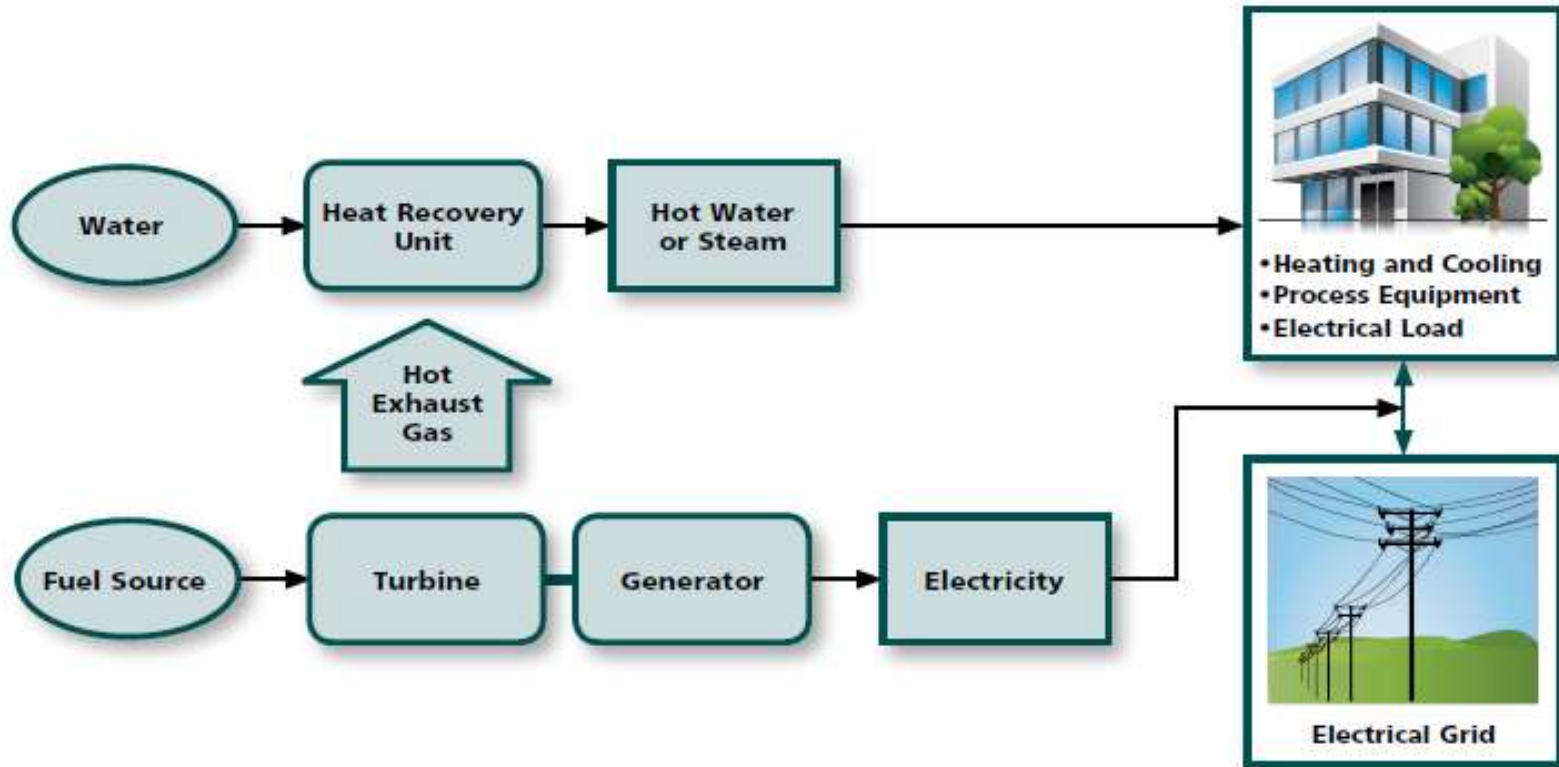 Water
Heat Recovery
Unit
Hot Water
or Steam
•Heating and Cooling
•Process Equipment
•Electrical Load
Hot
Exhaust
Gas
Fuel Source
Turbine
Generator
Electricity
Electrical Grid